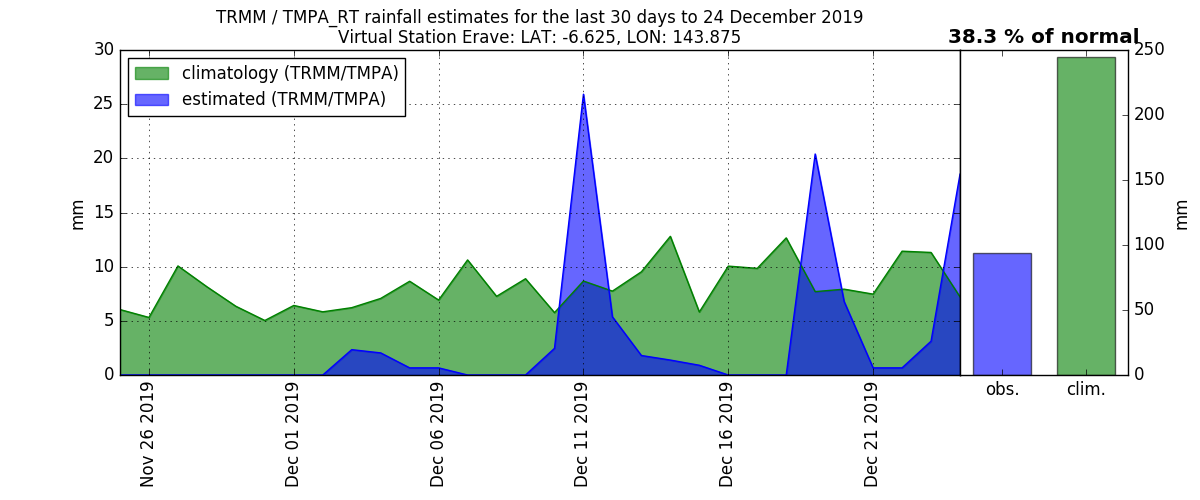 TRMM / TMPA_RT rainfall estimates for the last 30 days to 24 December 2019
Virtual Station Erave: LAT: -6.625, LON: 143.875
38.3 % of normal
climatology (TRMM/TMPA)
estimated (TRMM/TMPA)
30
25
20
15
10
5
0
mm
250
200
150
100
50
0
mm
Nov 26 2019
Dec 01 2019
Dec 06 2019
Dec 11 2019
Dec 16 2019
Dec 21 2019
obs.
clim.